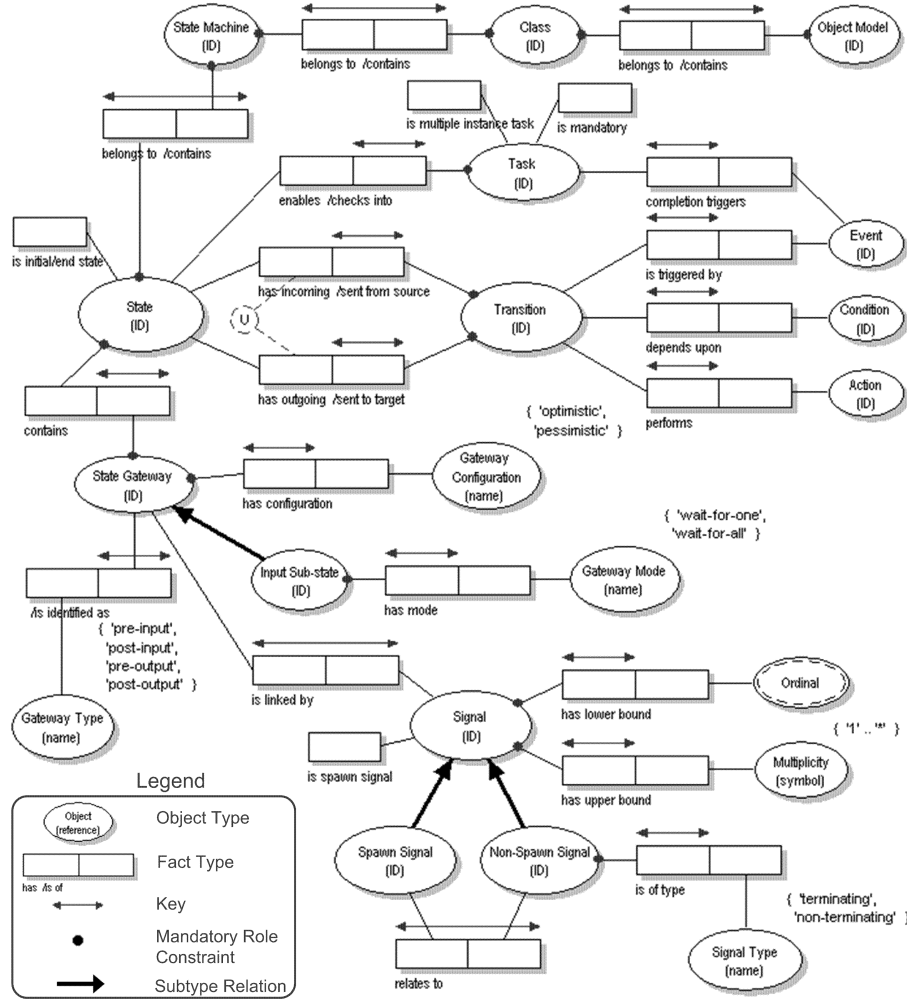 State Machine
(ID)
Class
(ID)
Object Model
(ID)
belongs to /contains
belongs to /contains
belongs to /contains
is multiple instance task
is mandatory
Task
(ID)
enables /checks into
completion triggers
is initial/end state
Event
(ID)
is triggered by
has incoming /sent from source
State
(ID)
U
Transition
(ID)
Condition
(ID)
depends upon
has outgoing /sent to target
Action
(ID)
performs
{ 'optimistic',
'pessimistic' }
contains
State Gateway
(ID)
has configuration
Gateway
Configuration
(name)
{ 'wait-for-one',
'wait-for-all' }
Input Sub-state
(ID)
has mode
Gateway Mode
(name)
/is identified as
{ 'pre-input',
'post-input',
'pre-output',
'post-output' }
Gateway Type
(name)
is linked by
Signal
(ID)
is spawn signal
has lower bound
Ordinal
{ '1' .. '*' }
has upper bound
Multiplicity
(symbol)
Spawn Signal
(ID)
Non-Spawn Signal
(ID)
is of type
{ 'terminating',
'non-terminating' }
Signal Type
(name)
relates to
Legend
Object
(reference)
Object Type
has /is of
Fact Type
Key
Mandatory Role
Constraint
Subtype Relation